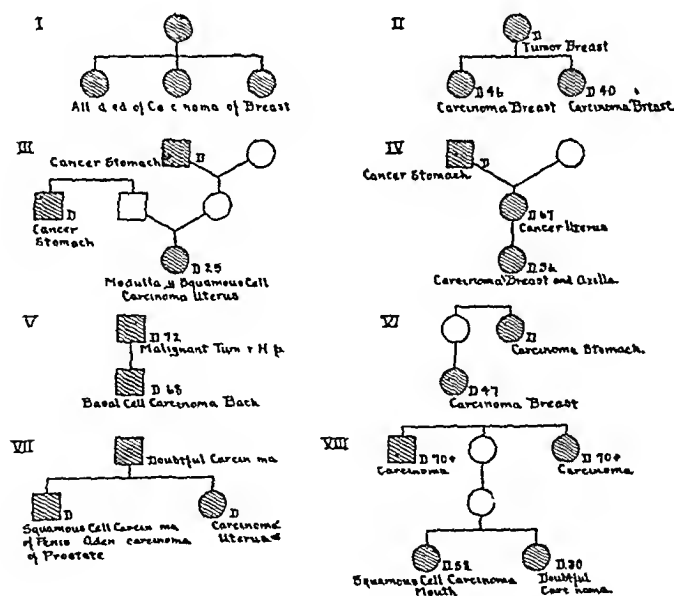 I
All d ed of Ca c noma of Breast
II
D
Tumor Breast
D 46
Carcinoma Breast
D 40
Carcinoma Breast
III
Cancer Stomach
D
D
Cancer
Stomach
D 25
Squamous Cell
Carcinoma Uterus
IV
D
Cancer Stomach
D 67
Cancer Uterus
Carcinoma Breast and Axilla
V
D 72
Malignant Tum r H p
D 68
Basal Cell Carcinoma Back
VI
D
Carcinoma Stomach.
D 47
Carcinoma Breast
VII
Doubtful Carcin ma
D
Squamous Cell Carcin ma
of Penis Aden carcinoma
of Prostate
D
Carcinoma
Uterus
VIII
D 70+
Carcinoma
D 70+
Carcinoma
D. 52
Squamous Cell Carcinoma
Mouth
D. 30
Doubtful
Carc noma.